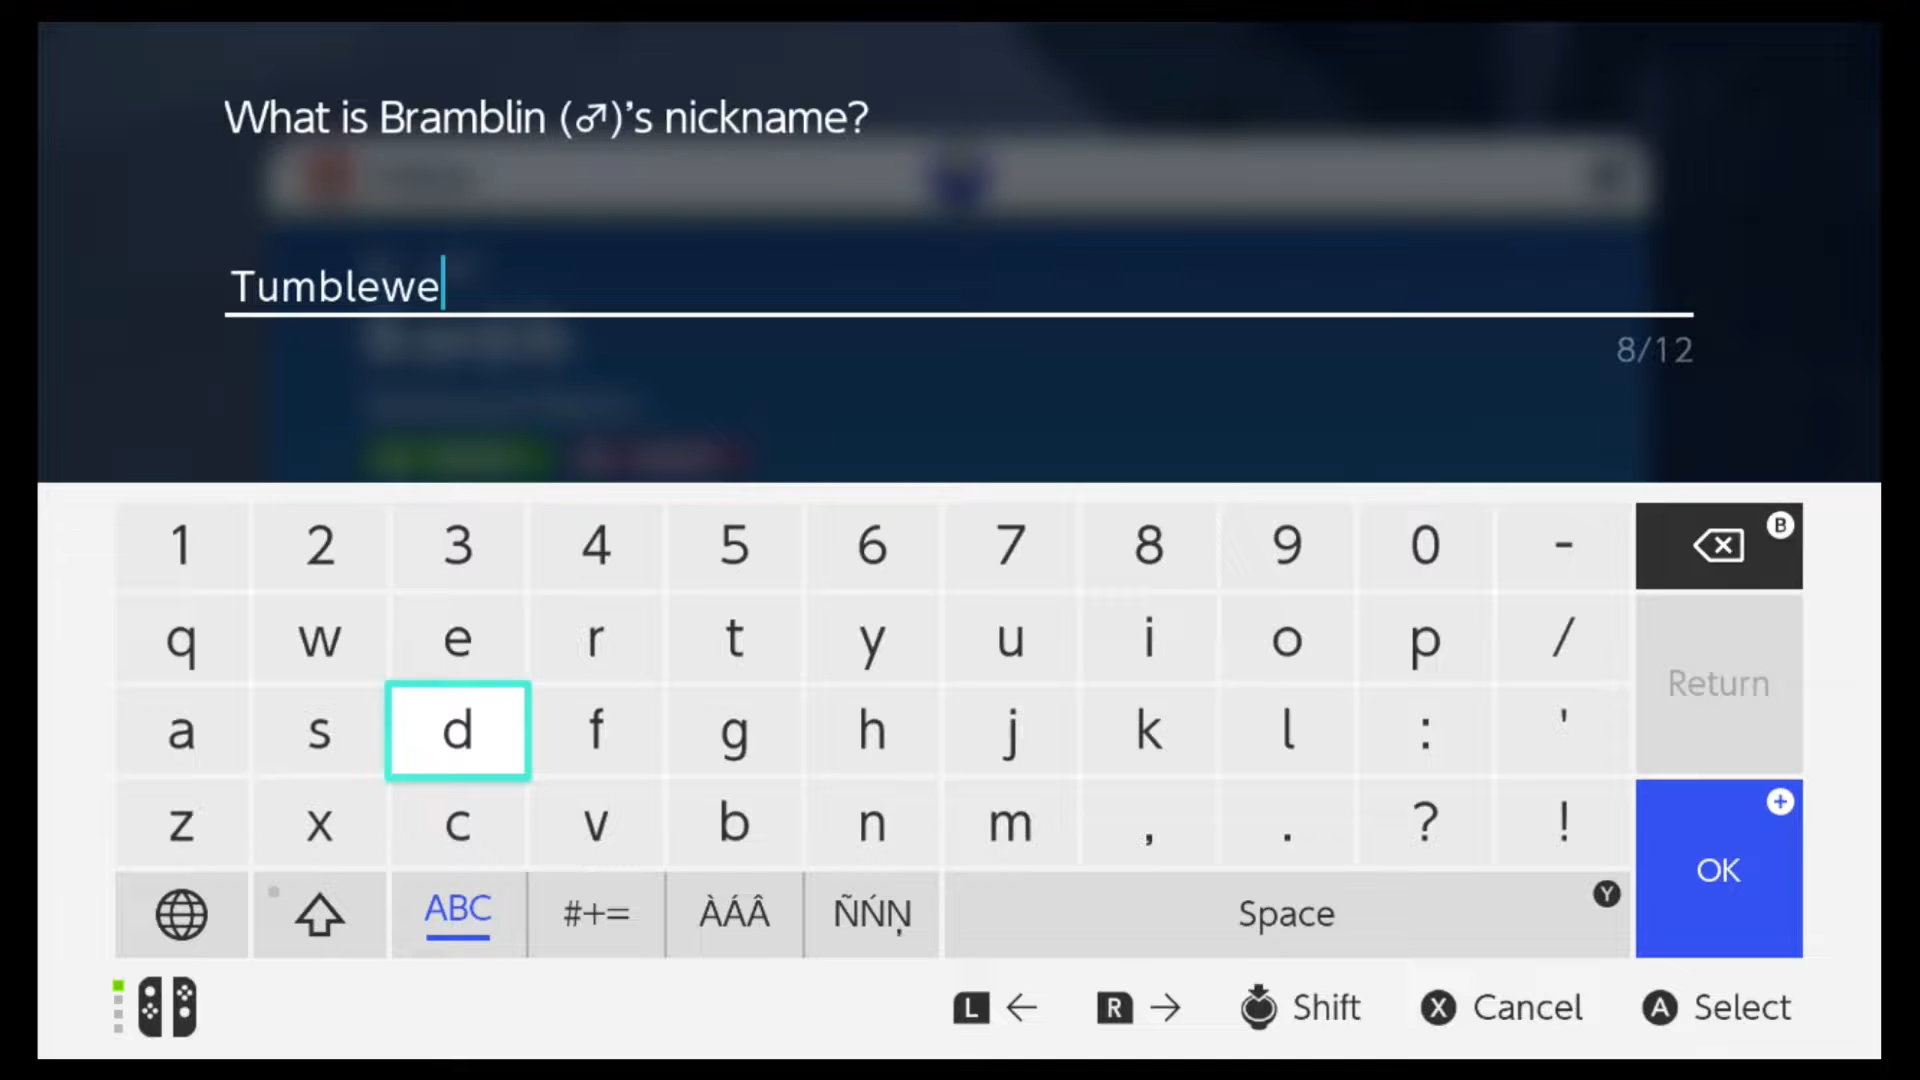 What is Bramblin (♂)'s nickname?
Tumblewe
8/12
1 2 3 4 5 6 7 8 9 0 - B
q w e r t y u i o p /
Return
a s d f g h j k l : '
z x c v b n m , . ? ! +
OK
ABC #+= ÀÁÂ ÑŃŅ Space Y
L ← R → Shift X Cancel A Select